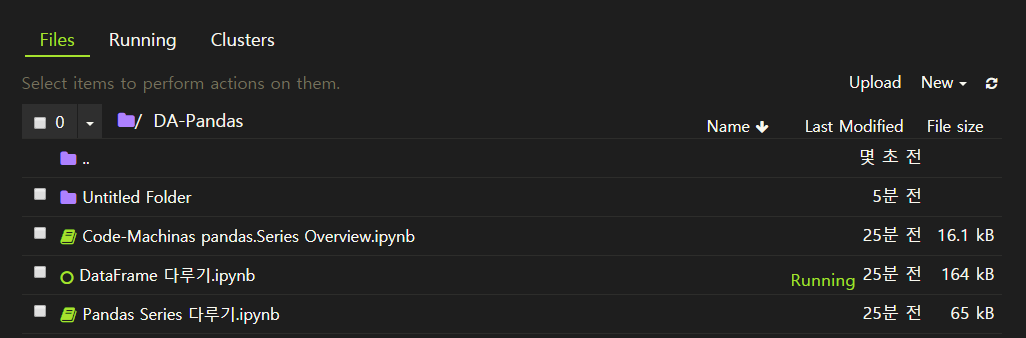 Files Running Clusters
Select items to perform actions on them. Upload New
0 / DA-Pandas Name Last Modified File size
.. 몇 초 전
Untitled Folder 5분 전
Code-Machinas pandas.Series Overview.ipynb 25분 전 16.1 kB
DataFrame 다루기.ipynb Running 25분 전 164 kB
Pandas Series 다루기.ipynb 25분 전 65 kB